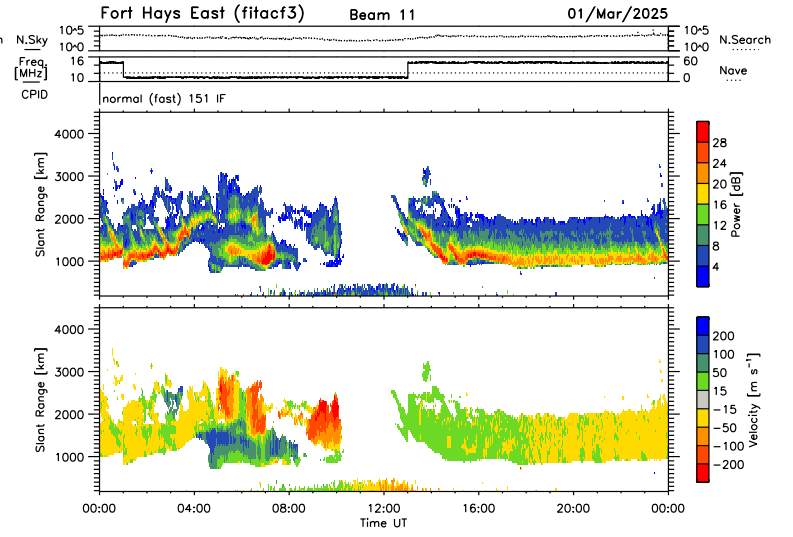 Fort Hays East (fitacf3) Beam 11 01/Mar/2025
n N.Sky 10^5 10^0 10^5 10^0 N.Search
Freq. [MHz] 16 10 60 0 Nave
CPID normal (fast) 151 IF
Slant Range [km]
4000
3000
2000
1000
28
24
20
16
12
8
4
Power [dB]
Slant Range [km]
4000
3000
2000
1000
200
100
50
15
−15
−50
−100
−200
Velocity [m s⁻¹]
00:00 04:00 08:00 12:00 16:00 20:00 00:00
Time UT